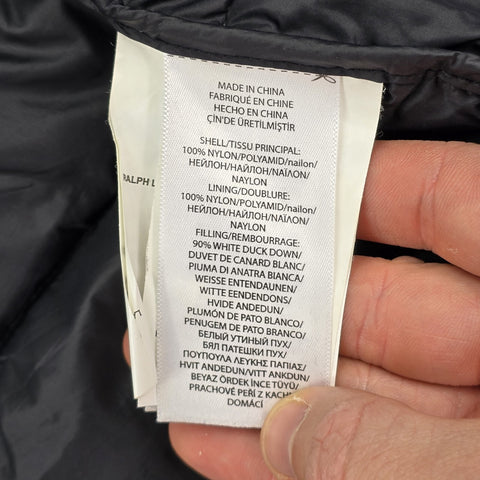 MADE IN CHINA
FABRIQUÉ EN CHINE
HECHO EN CHINA
ÇİN'DE ÜRETİLMİŞTİR
SHELL/TISSU PRINCIPAL:
100% NYLON/POLYAMID/nailon/
НЕЙЛОН/НАЙЛОН/ΝΑΪΛΟΝ/
NAYLON
LINING/DOUBLURE:
100% NYLON/POLYAMID/nailon/
НЕЙЛОН/НАЙЛОН/ΝΑΪΛΟΝ/
NAYLON
FILLING/REMBOURRAGE:
90% WHITE DUCK DOWN/
DUVET DE CANARD BLANC/
PIUMA DI ANATRA BIANCA/
WEISSE ENTENDAUNEN/
WITTE EENDENDONS/
HVIDE ANDEDUN/
PLUMÓN DE PATO BLANCO/
PENUGEM DE PATO BRANCO/
БЕЛЫЙ УТИНЫЙ ПУХ/
БЯЛ ПАТЕШКИ ПУХ/
ΠΟΥΠΟΥΛΑ ΛΕΥΚΗΣ ΠΑΠΙΑΣ/
HVIT ANDEDUN/VITT ANKDUN/
BEYAZ ÖRDEK İNCE TÜYÜ/
PRACHOVÉ PEŘÍ Z KACHN
DOMÁCÍ
RALPH L